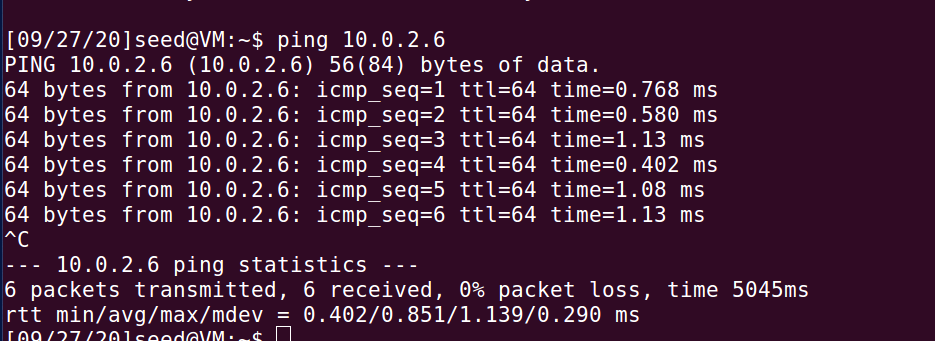 [09/27/20]seed@VM:~$ ping 10.0.2.6
PING 10.0.2.6 (10.0.2.6) 56(84) bytes of data.
64 bytes from 10.0.2.6: icmp_seq=1 ttl=64 time=0.768 ms
64 bytes from 10.0.2.6: icmp_seq=2 ttl=64 time=0.580 ms
64 bytes from 10.0.2.6: icmp_seq=3 ttl=64 time=1.13 ms
64 bytes from 10.0.2.6: icmp_seq=4 ttl=64 time=0.402 ms
64 bytes from 10.0.2.6: icmp_seq=5 ttl=64 time=1.08 ms
64 bytes from 10.0.2.6: icmp_seq=6 ttl=64 time=1.13 ms
^C
--- 10.0.2.6 ping statistics ---
6 packets transmitted, 6 received, 0% packet loss, time 5045ms
rtt min/avg/max/mdev = 0.402/0.851/1.139/0.290 ms
[09/27/20]seed@VM:~$